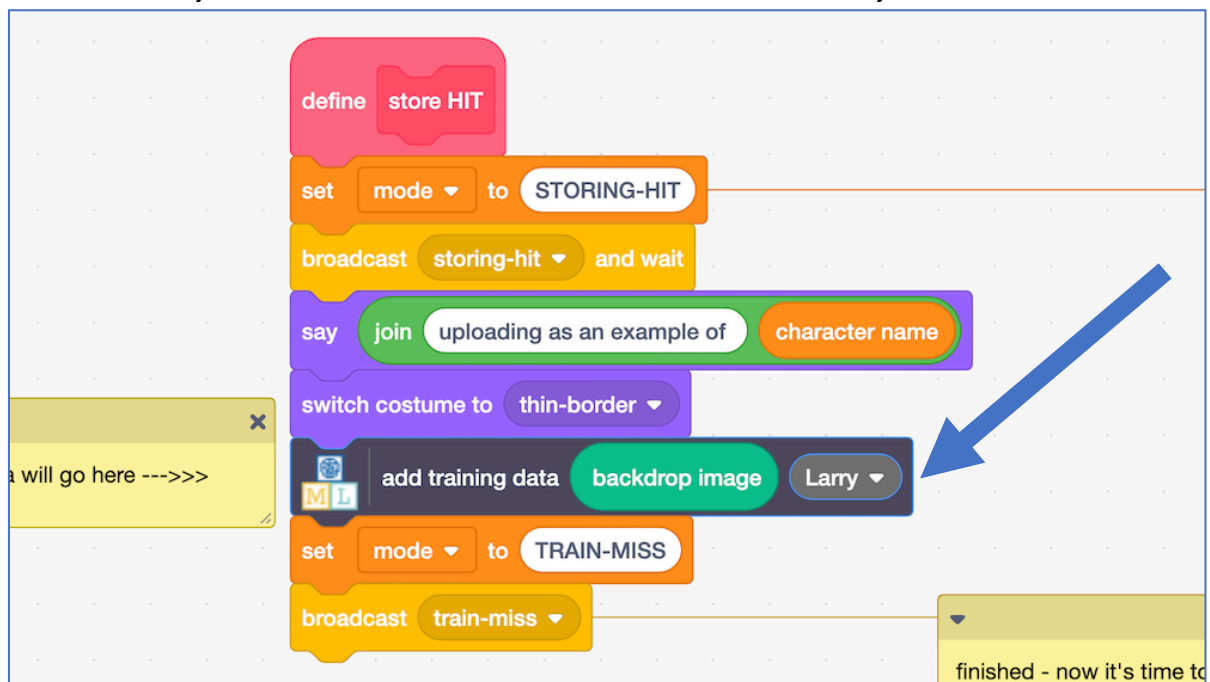 define store HIT
set mode to STORING-HIT
broadcast storing-hit and wait
say join uploading as an example of character name
switch costume to thin-border
will go here --->>>
ML add training data backdrop image Larry
set mode to TRAIN-MISS
broadcast train-miss
finished - now it's time to